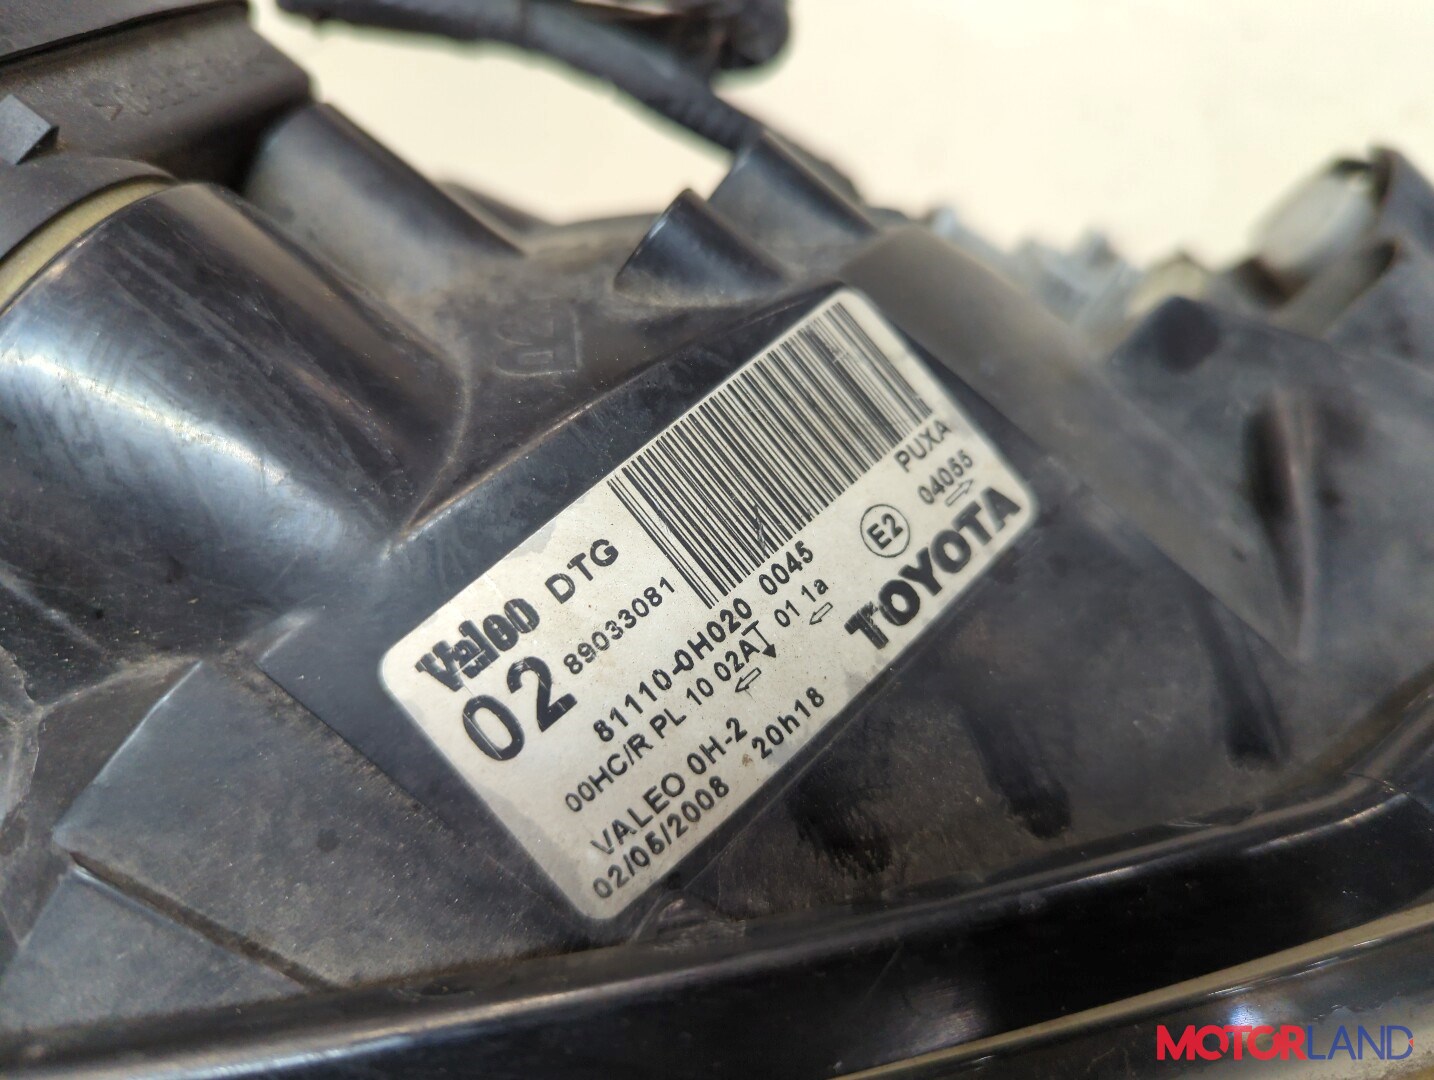 R
Valeo DTG
02 89033081
81110-0H020 0045
00HC/R PL 10 02A 01 1a
VALEO 0H-2
02/05/2008 20h18
PUXA
E2 04055
TOYOTA
MOTORLAND